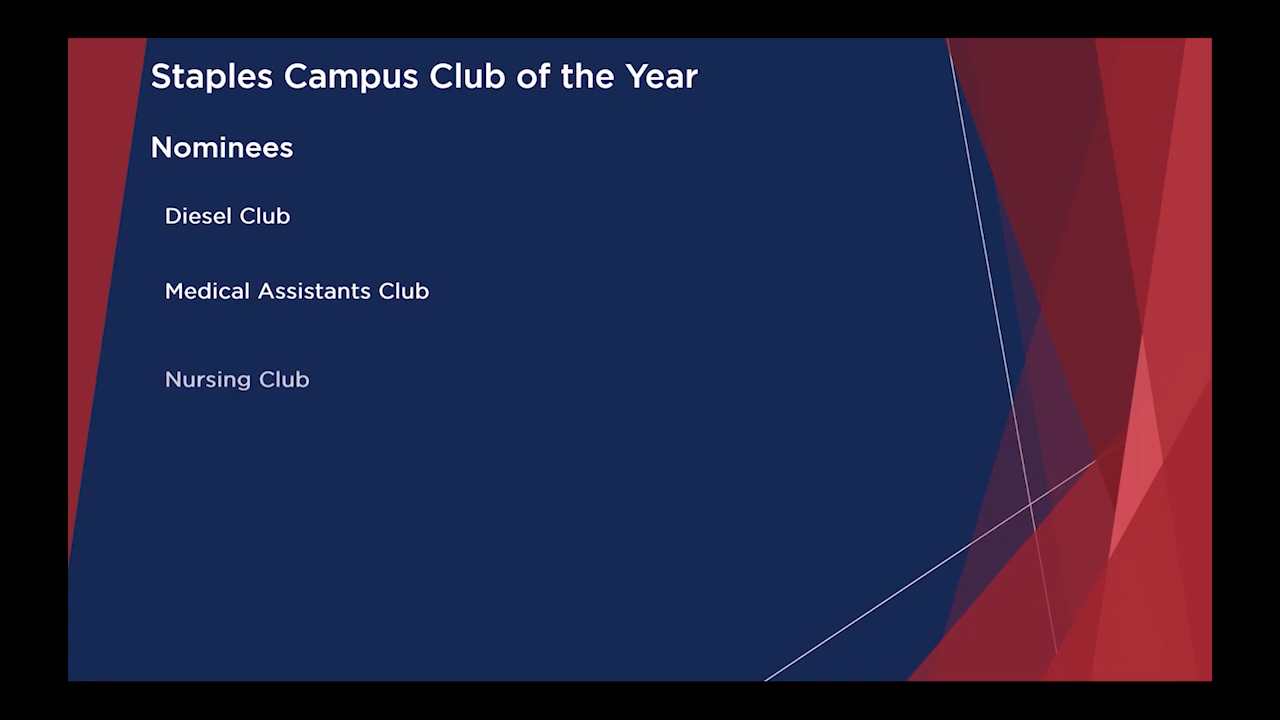 Staples Campus Club of the Year
Nominees
Diesel Club
Medical Assistants Club
Nursing Club